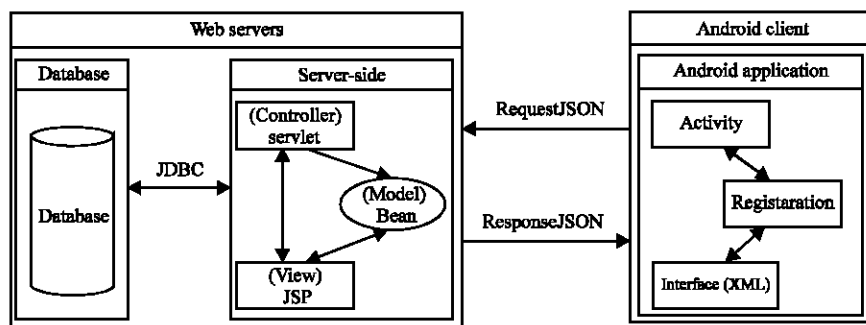 Web servers
Database
Database
JDBC
Server-side
(Controller)
servlet
(Model)
Bean
(View)
JSP
RequestJSON
ResponseJSON
Android client
Android application
Activity
Registaration
Interface (XML)